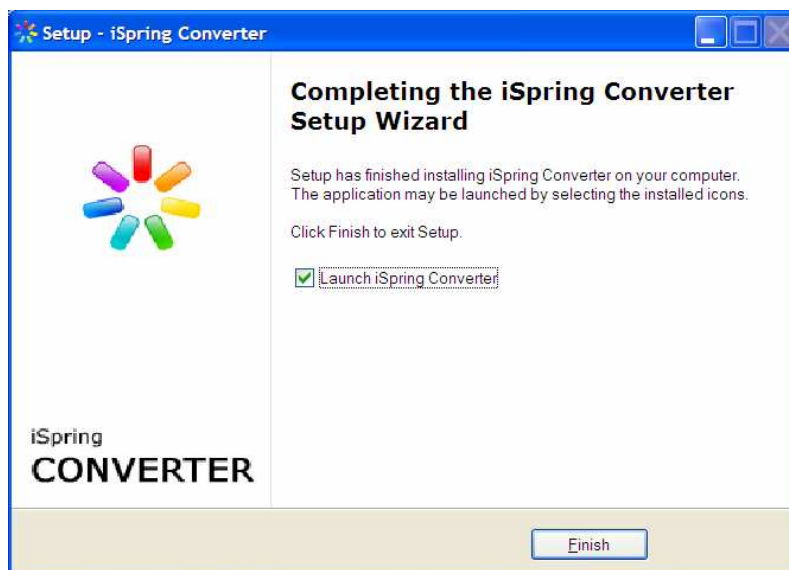 Setup - iSpring Converter
Completing the iSpring Converter
Setup Wizard
Setup has finished installing iSpring Converter on your computer.
The application may be launched by selecting the installed icons.
Click Finish to exit Setup.
Launch iSpring Converter
iSpring
CONVERTER
Finish